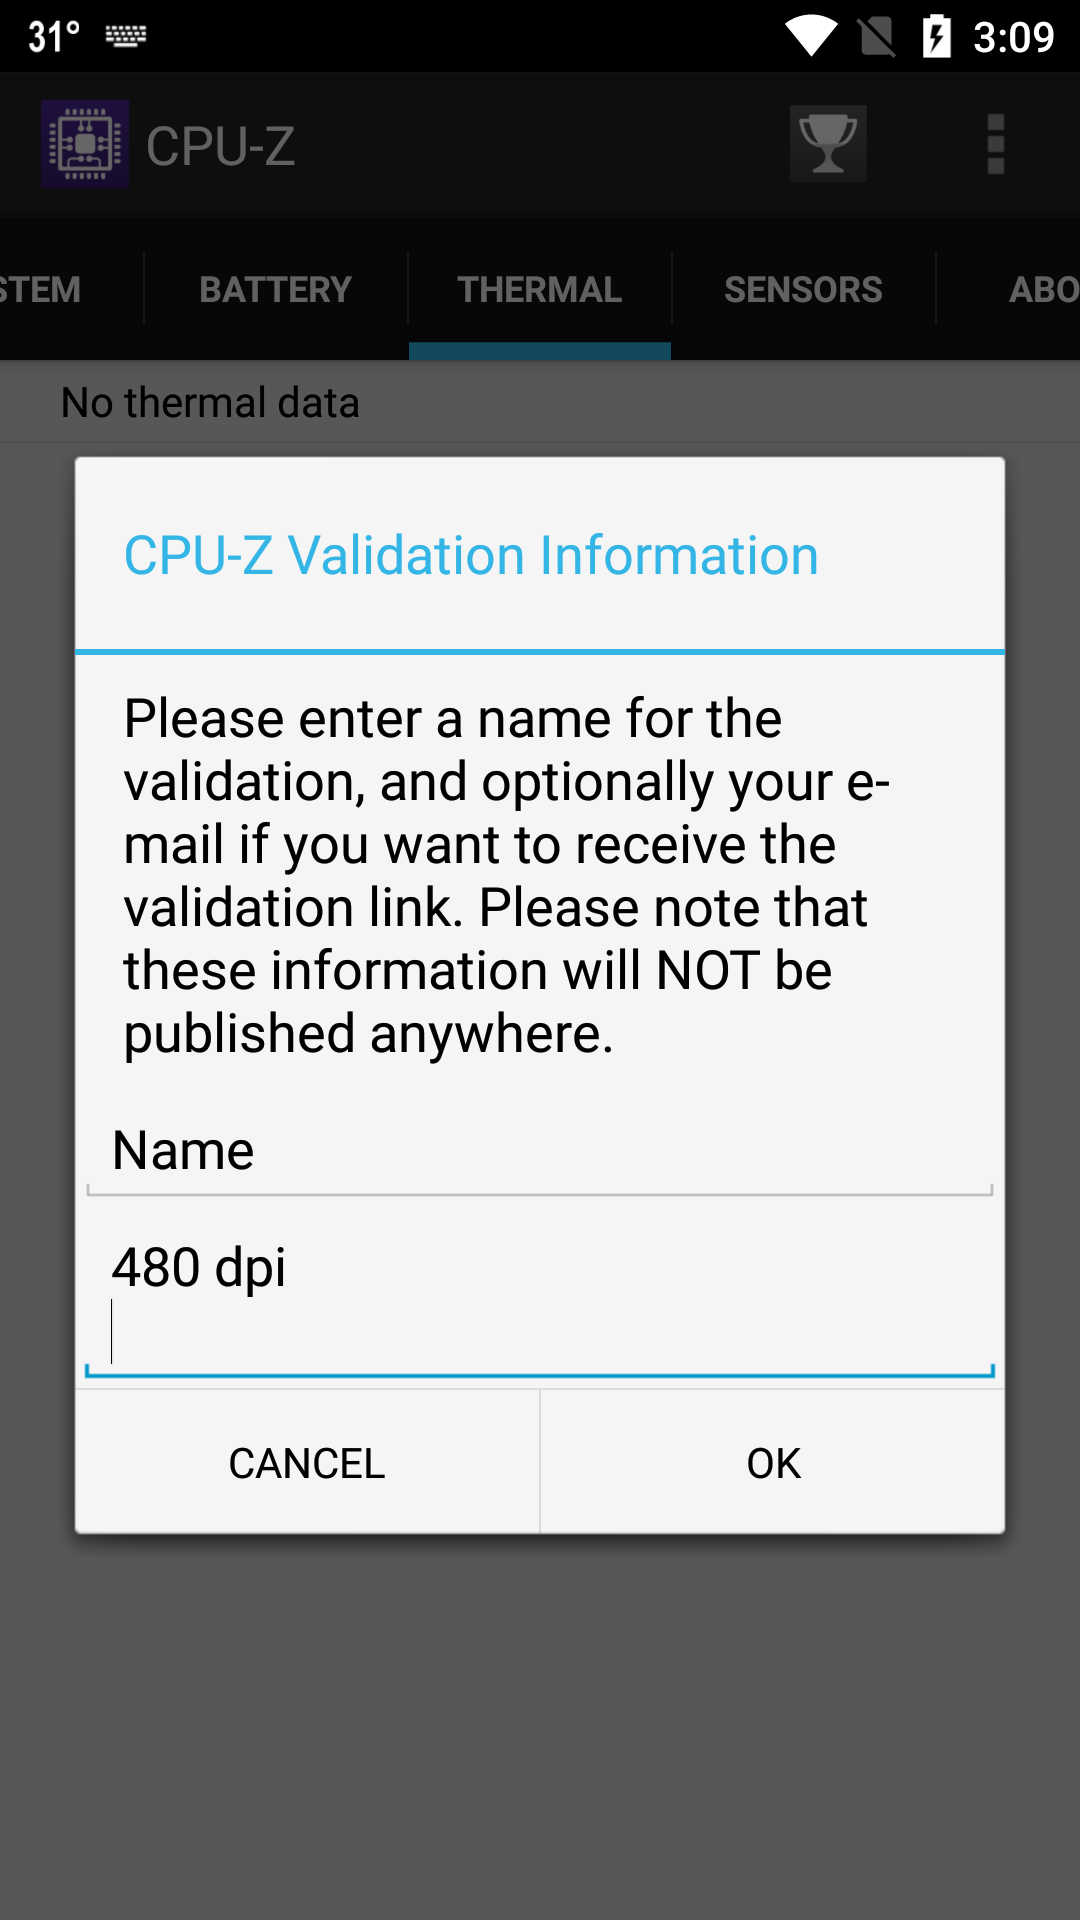 31° 3:09
CPU-Z
STEM BATTERY THERMAL SENSORS ABO
No thermal data
CPU-Z Validation Information
Please enter a name for the
validation, and optionally your e-
mail if you want to receive the
validation link. Please note that
these information will NOT be
published anywhere.
Name
480 dpi
CANCEL OK